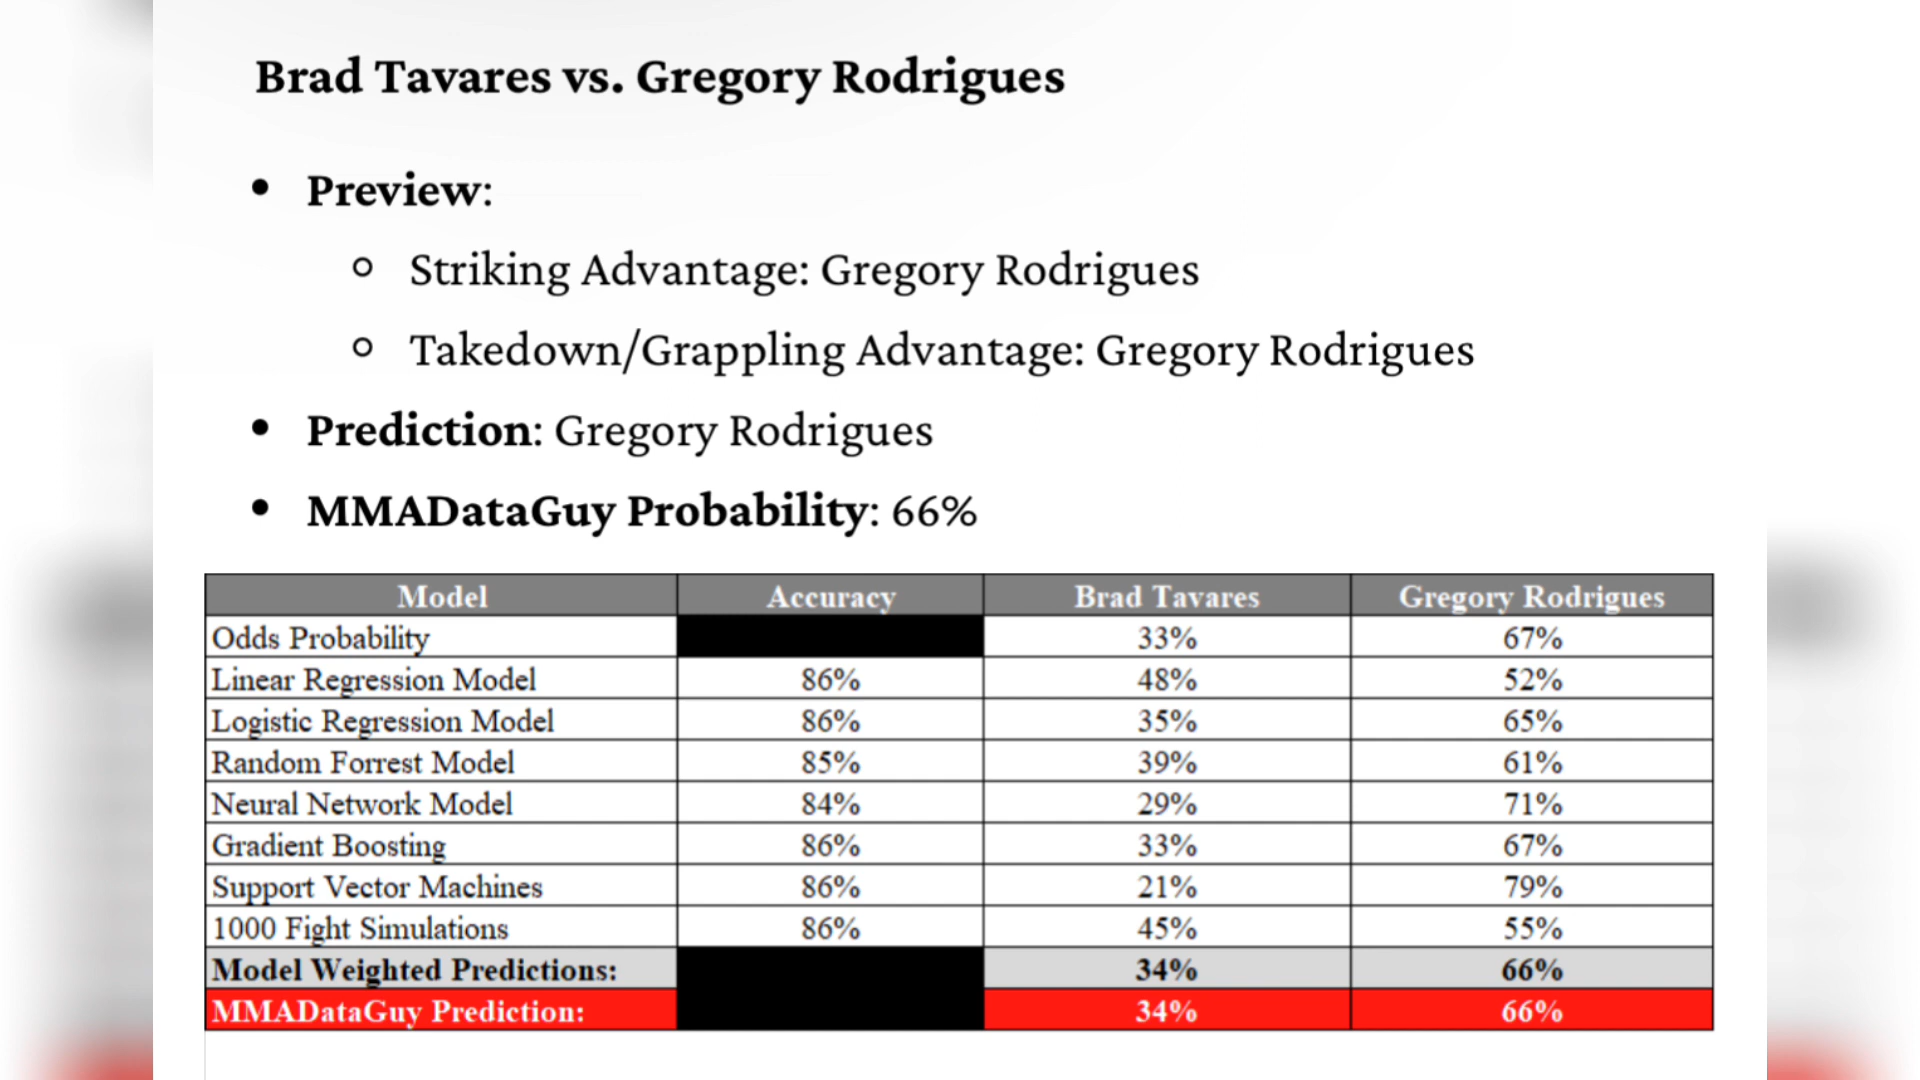 Brad Tavares vs. Gregory Rodrigues
• Preview:
○ Striking Advantage: Gregory Rodrigues
○ Takedown/Grappling Advantage: Gregory Rodrigues
• Prediction: Gregory Rodrigues
• MMADataGuy Probability: 66%
Model Accuracy Brad Tavares Gregory Rodrigues
Odds Probability 33% 67%
Linear Regression Model 86% 48% 52%
Logistic Regression Model 86% 35% 65%
Random Forrest Model 85% 39% 61%
Neural Network Model 84% 29% 71%
Gradient Boosting 86% 33% 67%
Support Vector Machines 86% 21% 79%
1000 Fight Simulations 86% 45% 55%
Model Weighted Predictions: 34% 66%
MMADataGuy Prediction: 34% 66%